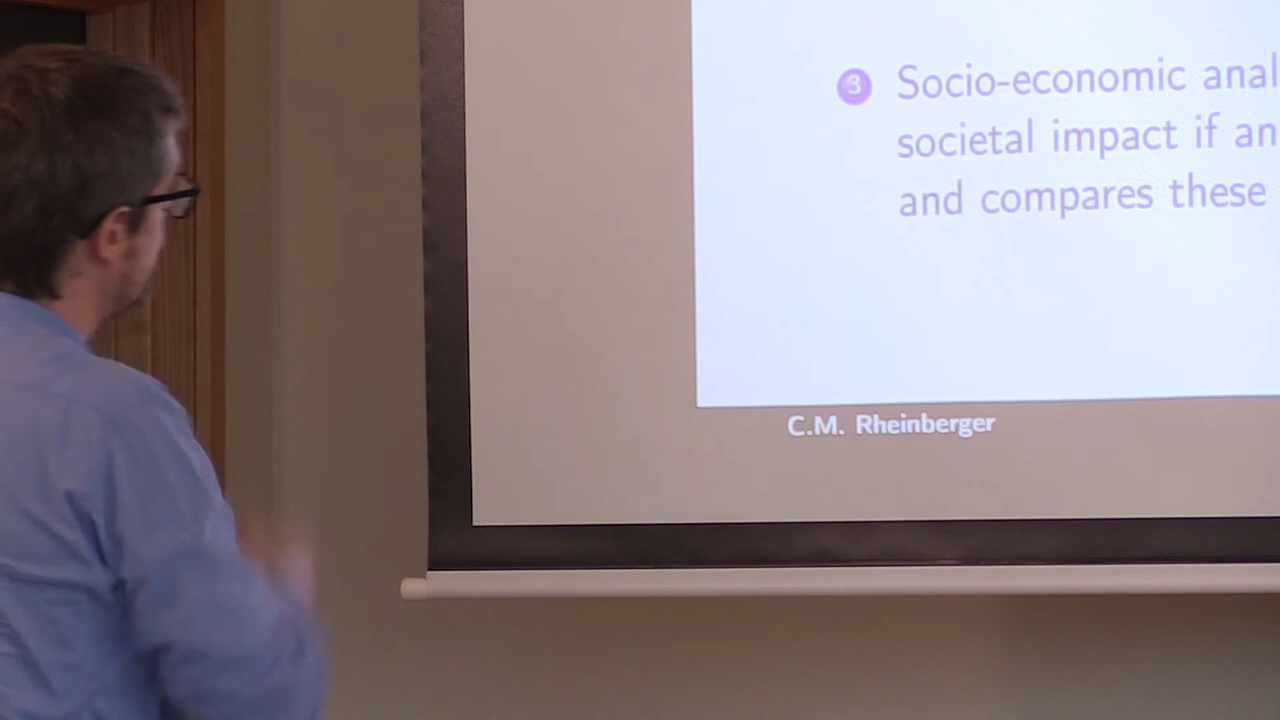 3 Socio-economic anal
societal impact if an
and compares these
C.M. Rheinberger